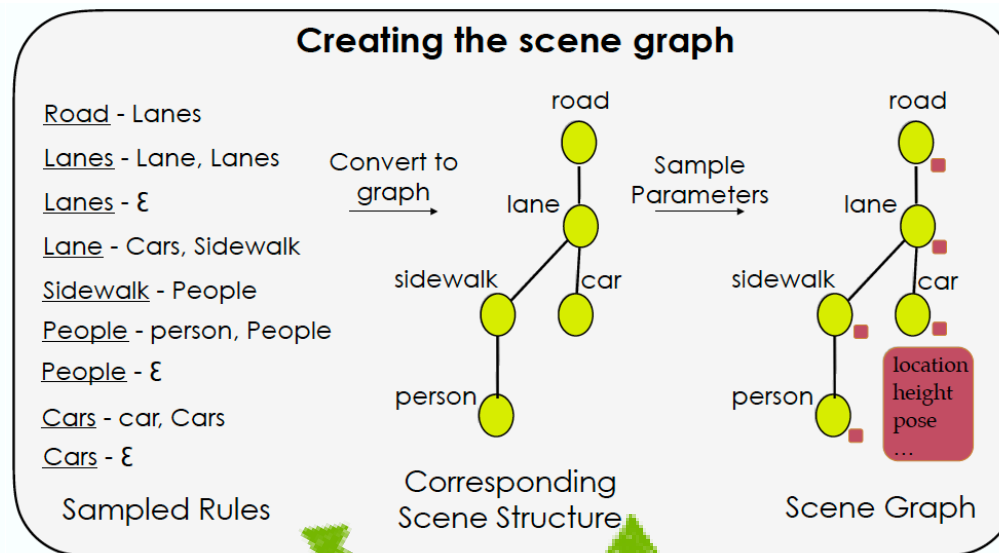 Creating the scene graph
Road - Lanes
Lanes - Lane, Lanes
Lanes - Ɛ
Lane - Cars, Sidewalk
Sidewalk - People
People - person, People
People - Ɛ
Cars - car, Cars
Cars - Ɛ
Sampled Rules
Convert to
graph
road
lane
sidewalk
car
person
Corresponding
Scene Structure
Sample
Parameters
road
lane
sidewalk
car
person
location
height
pose
...
Scene Graph